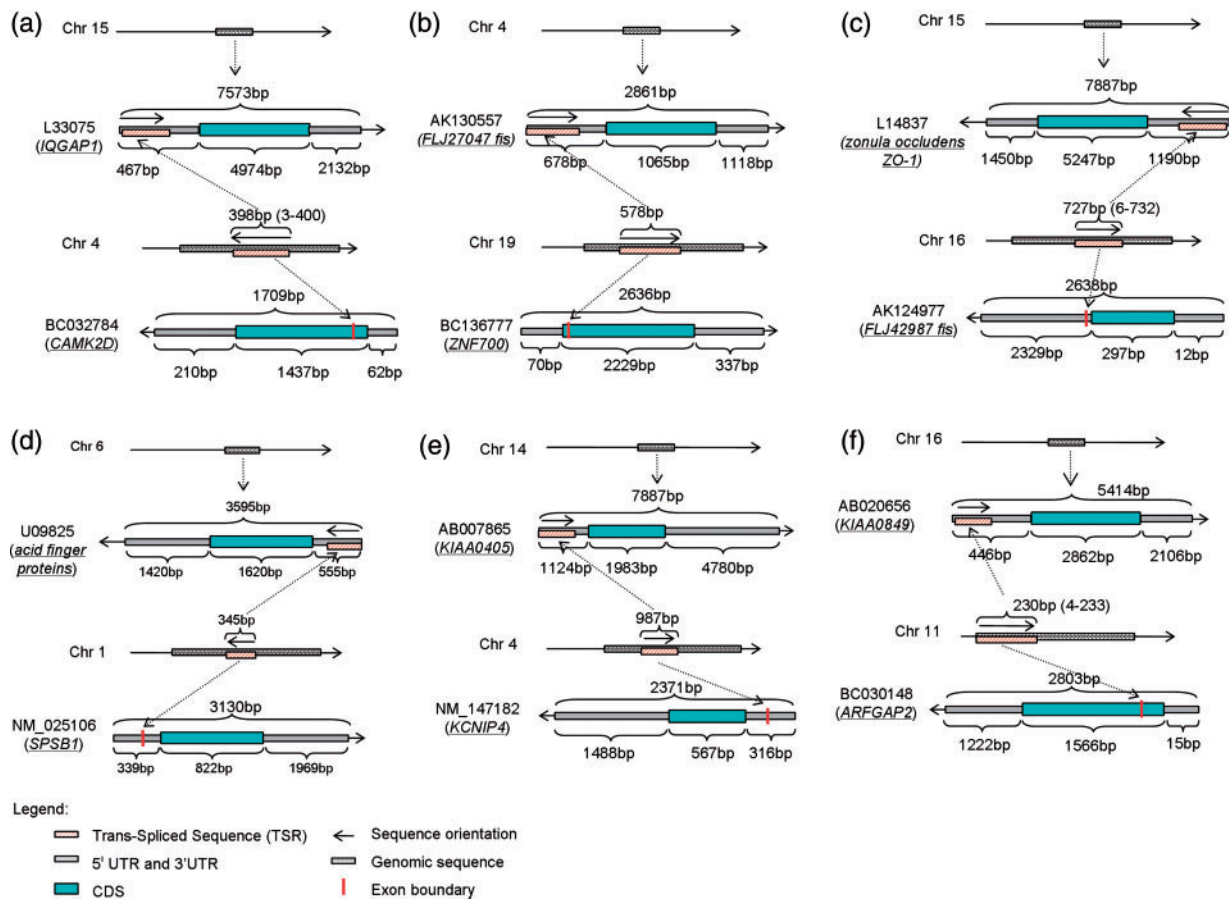 (a)
Chr 15
7573bp
L33075
(IQGAP1)
467bp
4974bp
2132bp
398bp (3-400)
Chr 4
1709bp
BC032784
(CAMK2D)
210bp
1437bp
62bp
(b)
Chr 4
2861bp
AK130557
(FLJ27047 fis)
678bp
1065bp
1118bp
578bp
Chr 19
2636bp
BC136777
(ZNF700)
70bp
2229bp
337bp
(c)
Chr 15
7887bp
L14837
(zonula occludens
ZO-1)
1450bp
5247bp
1190bp
727bp (6-732)
Chr 16
2638bp
AK124977
(FLJ42987 fis)
2329bp
297bp
12bp
(d)
Chr 6
3595bp
U09825
(acid finger
proteins)
1420bp
1620bp
555bp
345bp
Chr 1
3130bp
NM_025106
(SPSB1)
339bp
822bp
1969bp
(e)
Chr 14
7887bp
AB007865
(KIAA0405)
1124bp
1983bp
4780bp
987bp
Chr 4
2371bp
NM_147182
(KCNIP4)
1488bp
567bp
316bp
(f)
Chr 16
5414bp
AB020656
(KIAA0849)
446bp
2862bp
2106bp
230bp (4-233)
Chr 11
2803bp
BC030148
(ARFGAP2)
12222bp
1566bp
15bp
Legend:
Trans-Spliced Sequence (TSR)
5' UTR and 3'UTR
CDS
Sequence orientation
Genomic sequence
Exon boundary